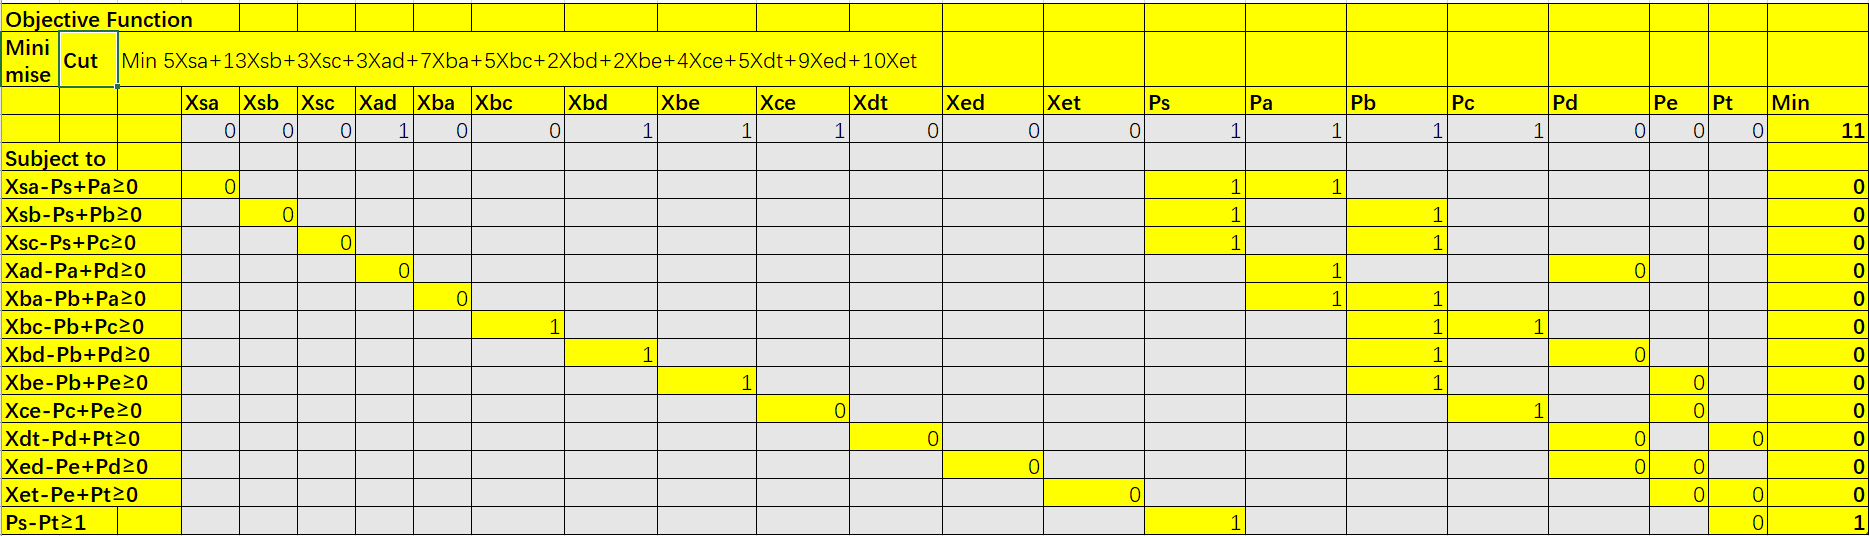 Objective Function
Mini
mise Cut Min 5Xsa+13Xsb+3Xsc+3Xad+7Xba+5Xbc+2Xbd+2Xbe+4Xce+5Xdt+9Xed+10Xet
Xsa Xsb Xsc Xad Xba Xbc Xbd Xbe Xce Xdt Xed Xet Ps Pa Pb Pc Pd Pe Pt Min
0 0 0 1 0 0 1 1 1 0 0 0 1 1 1 1 0 0 0 11
Subject to
Xsa-Ps+Pa≥0 0 1 1 0
Xsb-Ps+Pb≥0 0 1 1 0
Xsc-Ps+Pc≥0 0 1 1 0
Xad-Pa+Pd≥0 0 1 0 0
Xba-Pb+Pa≥0 0 1 1 0
Xbc-Pb+Pc≥0 1 1 1 0
Xbd-Pb+Pd≥0 1 1 0 0
Xbe-Pb+Pe≥0 1 1 0 0
Xce-Pc+Pe≥0 0 1 0 0
Xdt-Pd+Pt≥0 0 0 0 0
Xed-Pe+Pd≥0 0 0 0 0
Xet-Pe+Pt≥0 0 0 0 0
Ps-Pt≥1 1 0 1